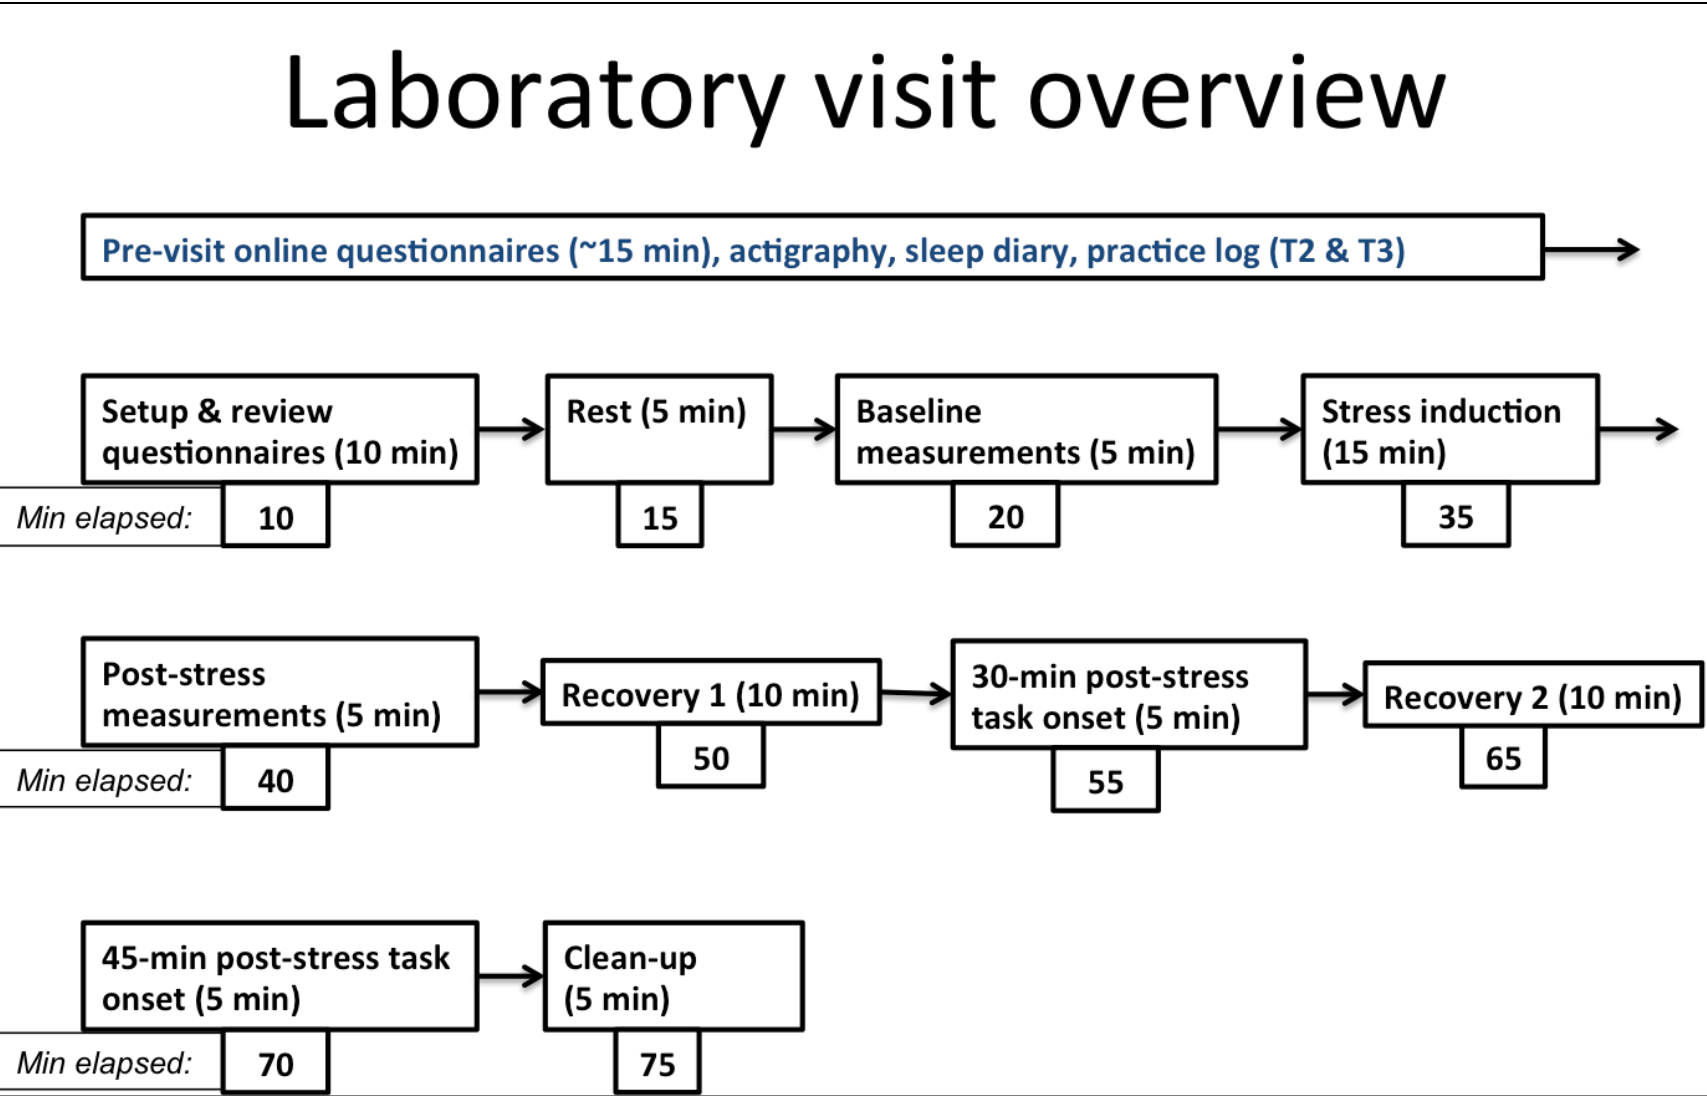 Laboratory visit overview
Pre-visit online questionnaires (~15 min), actigraphy, sleep diary, practice log (T2 & T3)
Setup & review
questionnaires (10 min)
Rest (5 min)
Baseline
measurements (5 min)
Stress induction
(15 min)
Min elapsed:
10
15
20
35
Post-stress
measurements (5 min)
Recovery 1 (10 min)
30-min post-stress
task onset (5 min)
Recovery 2 (10 min)
Min elapsed:
40
50
55
65
45-min post-stress task
onset (5 min)
Clean-up
(5 min)
Min elapsed:
70
75